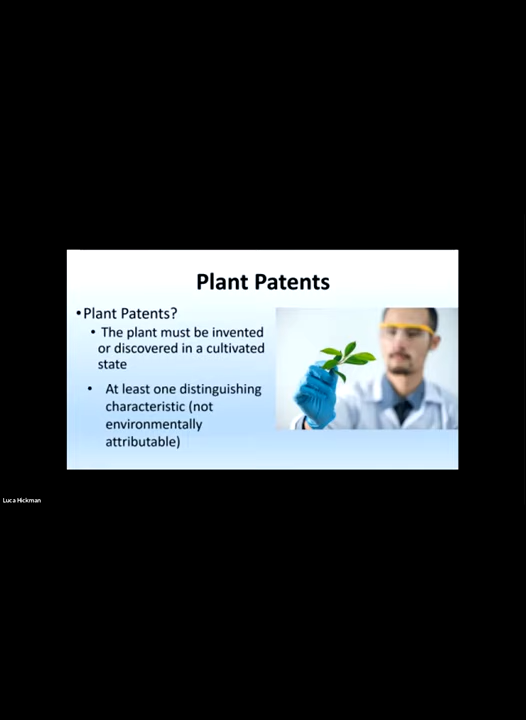 Plant Patents
•Plant Patents?
• The plant must be invented
or discovered in a cultivated
state
• At least one distinguishing
characteristic (not
environmentally
attributable)
Luca Hickman